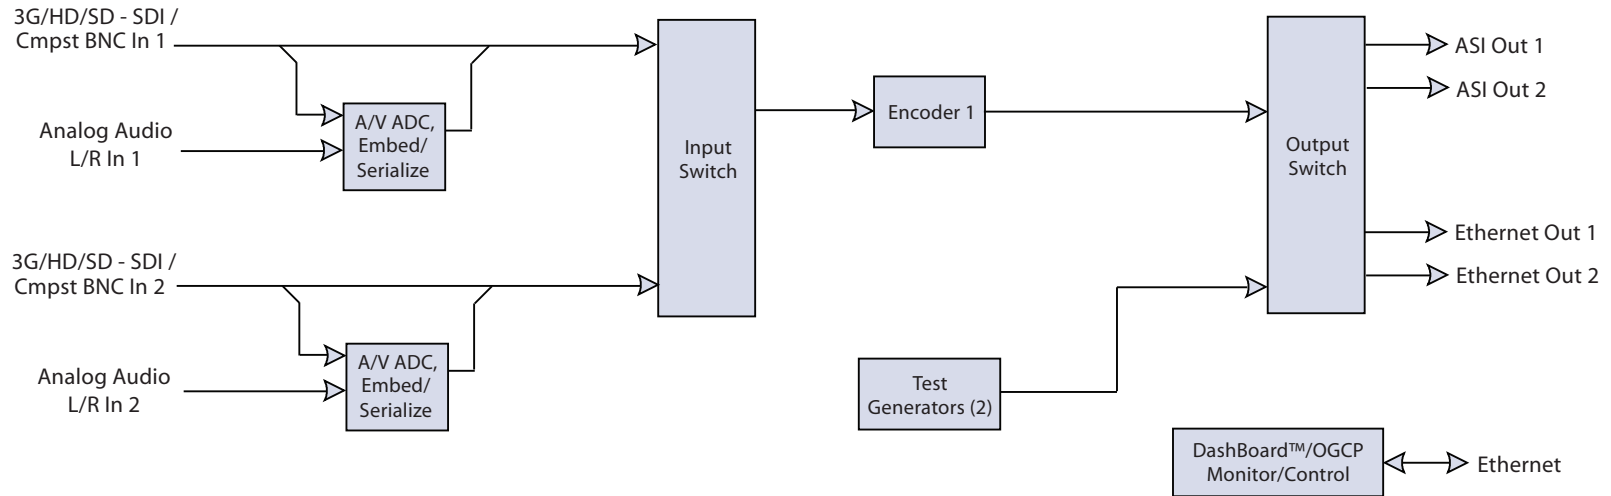 3G/HD/SD - SDI /
Cmpst BNC In 1
Analog Audio
L/R In 1
A/V ADC,
Embed/
Serialize
3G/HD/SD - SDI /
Cmpst BNC In 2
Analog Audio
L/R In 2
A/V ADC,
Embed/
Serialize
Input
Switch
Encoder 1
Test
Generators (2)
Output
Switch
ASI Out 1
ASI Out 2
Ethernet Out 1
Ethernet Out 2
DashBoard™/OGCP
Monitor/Control
Ethernet